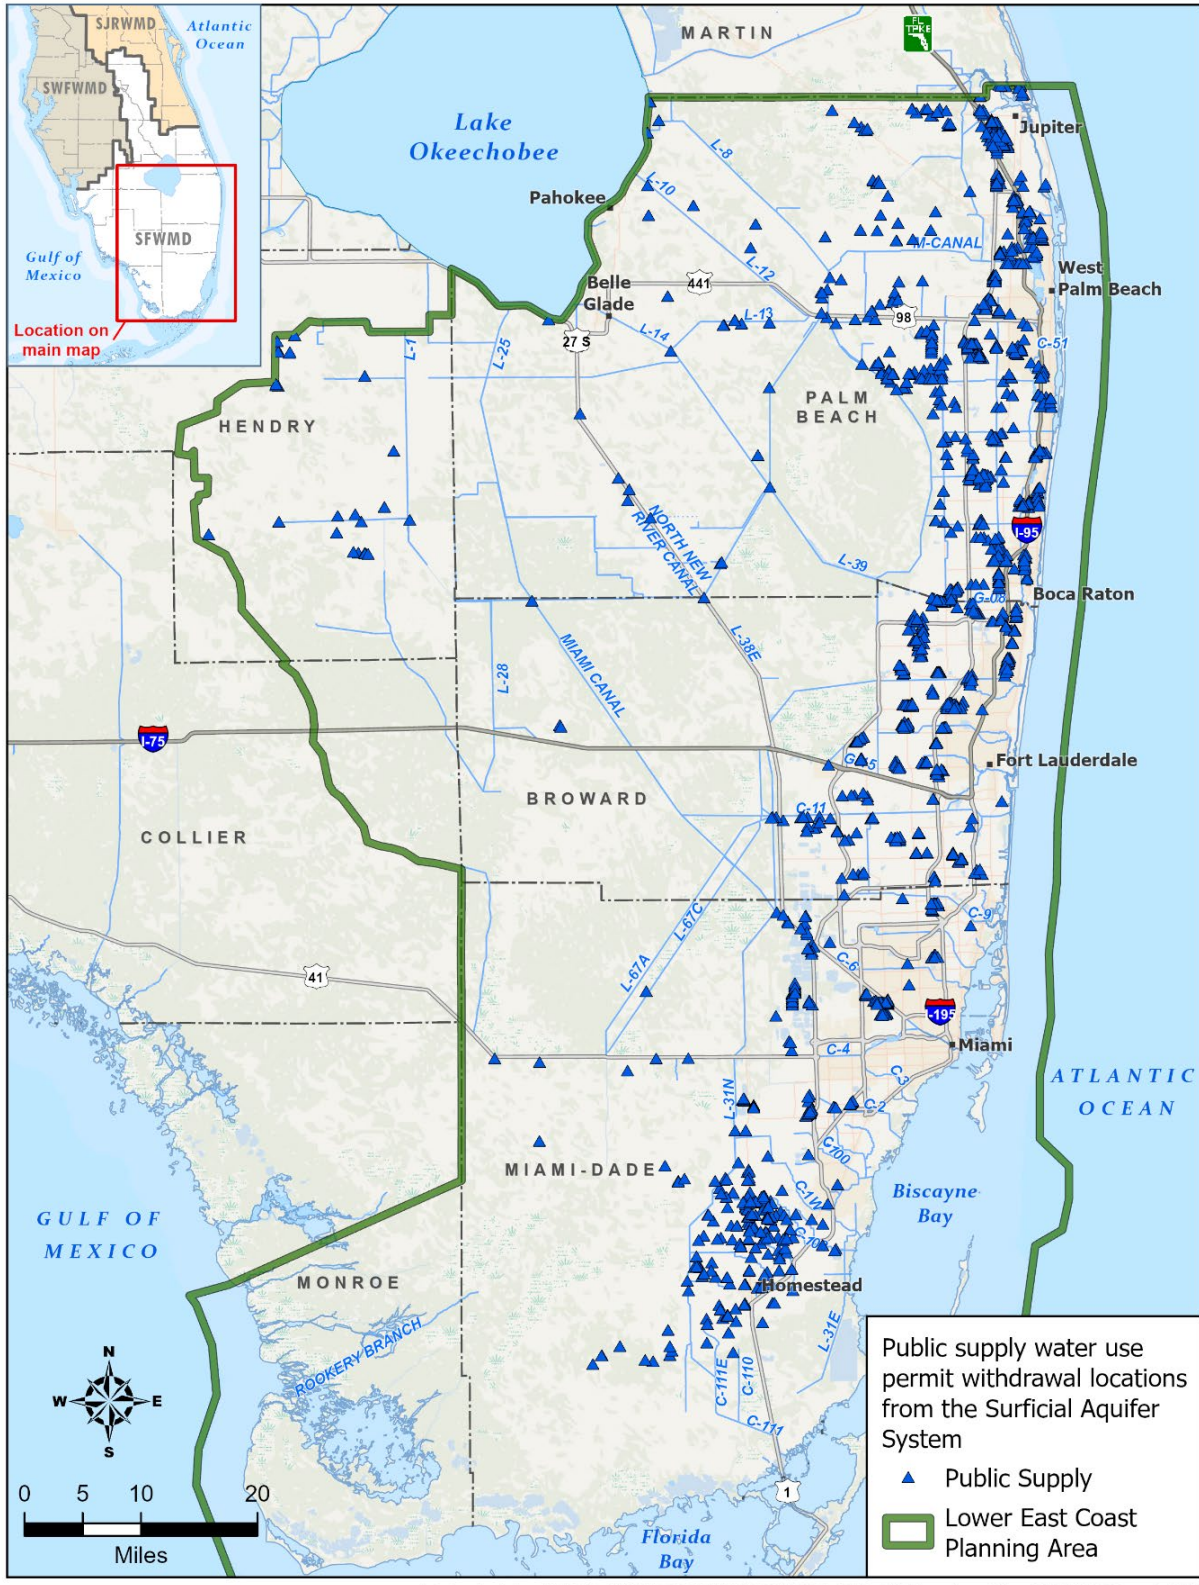 SJRWMD
Atlantic
Ocean
SWFWMD
SFWMD
Gulf of
Mexico
Location on
main map
MARTIN
FL
TPKE
Lake
Okeechobee
Jupiter
L-8
L-10
Pahokee
M-CANAL
L-12
West
Palm Beach
Belle
Glade
441
L-13
98
L-14
27 S
C-51
L-1
L-25
PALM
BEACH
HENDRY
NORTH NEW
RIVER CANAL
I-95
L-39
Boca Raton
G-08
L-38E
MIAMI CANAL
L-28
I-75
Fort Lauderdale
BROWARD
C-11
COLLIER
L-67C
C-9
L-67A
C-6
41
I-195
Miami
C-4
C-3
ATLANTIC
OCEAN
L-31N
C-2
C-100
MIAMI-DADE
C-1W
Biscayne
Bay
GULF OF
MEXICO
MONROE
Homestead
L-31E
ROOKERY BRANCH
C-111E
C-110
C-111
N
W
E
S
1
0
5
10
20
Miles
Florida
Bay
Public supply water use
permit withdrawal locations
from the Surficial Aquifer
System
Public Supply
Lower East Coast
Planning Area